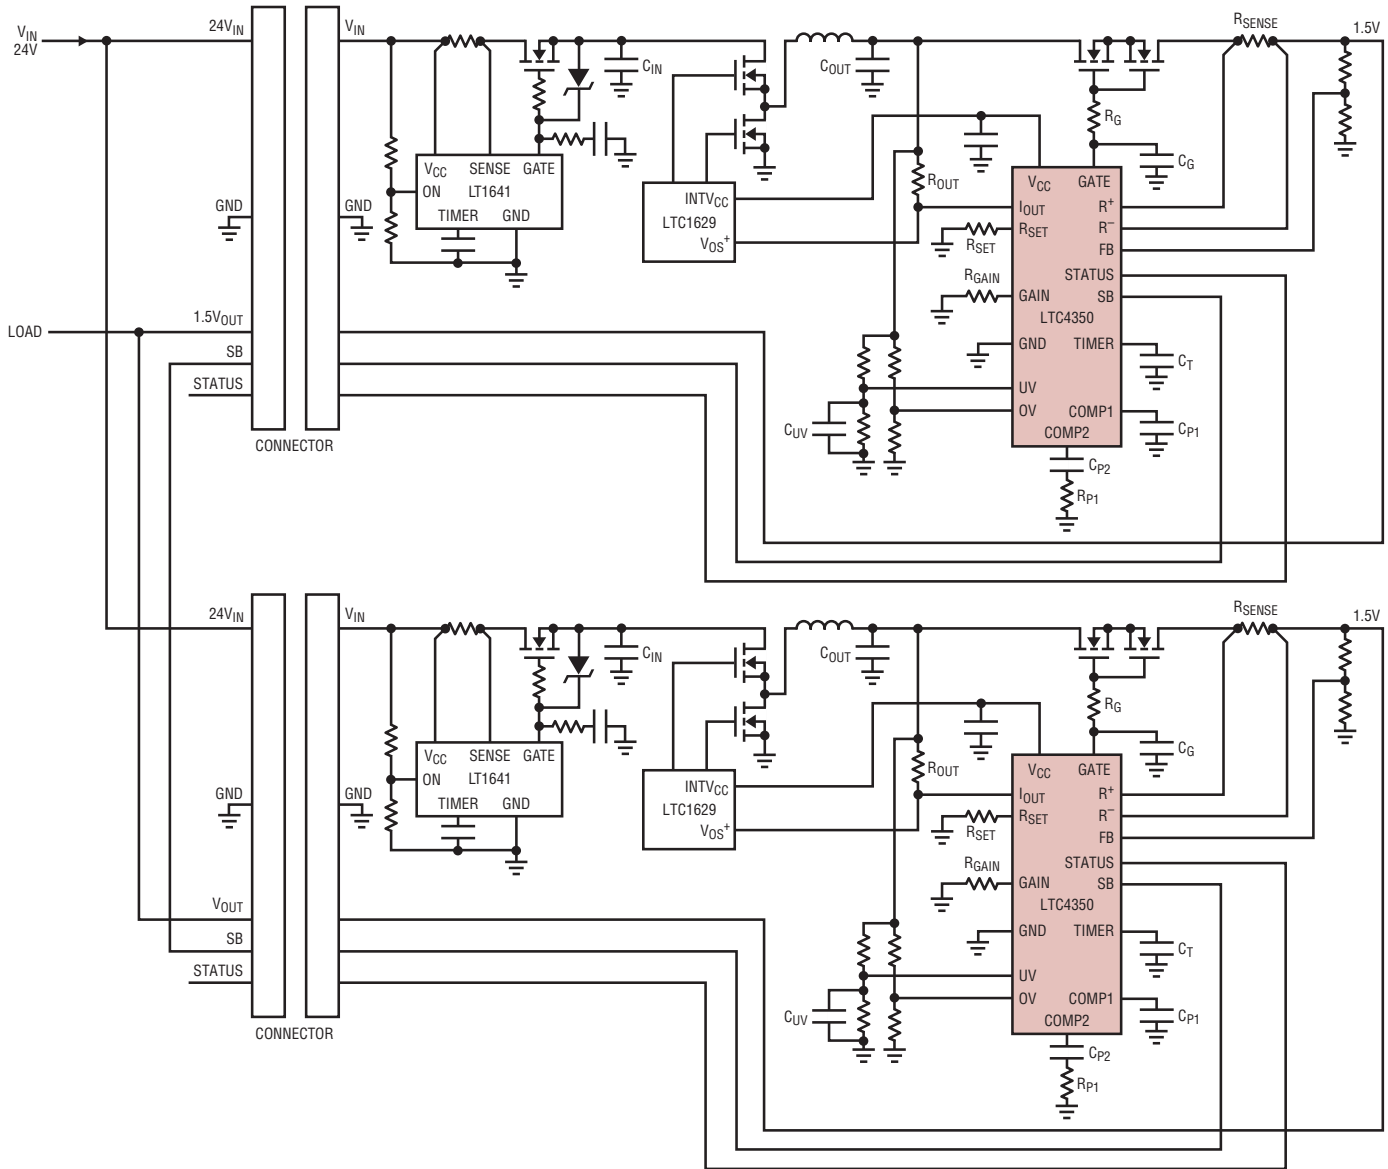 VIN
24V
24VIN
VIN
GND
GND
LOAD
1.5VOUT
SB
STATUS
CONNECTOR
VCC SENSE GATE
ON LT1641
TIMER GND
CIN
INTVCC
LTC1629
VOS+
COUT
ROUT
RSET
RGAIN
CUV
RG
CG
RSENSE
1.5V
VCC GATE
IOUT R+
RSET R–
FB
STATUS
GAIN SB
LTC4350
GND TIMER
UV
OV COMP1
COMP2
CT
CP1
CP2
RP1
24VIN
VIN
GND
GND
VOUT
SB
STATUS
CONNECTOR
VCC SENSE GATE
ON LT1641
TIMER GND
CIN
INTVCC
LTC1629
VOS+
COUT
ROUT
RSET
RGAIN
CUV
RG
CG
RSENSE
1.5V
VCC GATE
IOUT R+
RSET R–
FB
STATUS
GAIN SB
LTC4350
GND TIMER
UV
OV COMP1
COMP2
CT
CP1
CP2
RP1